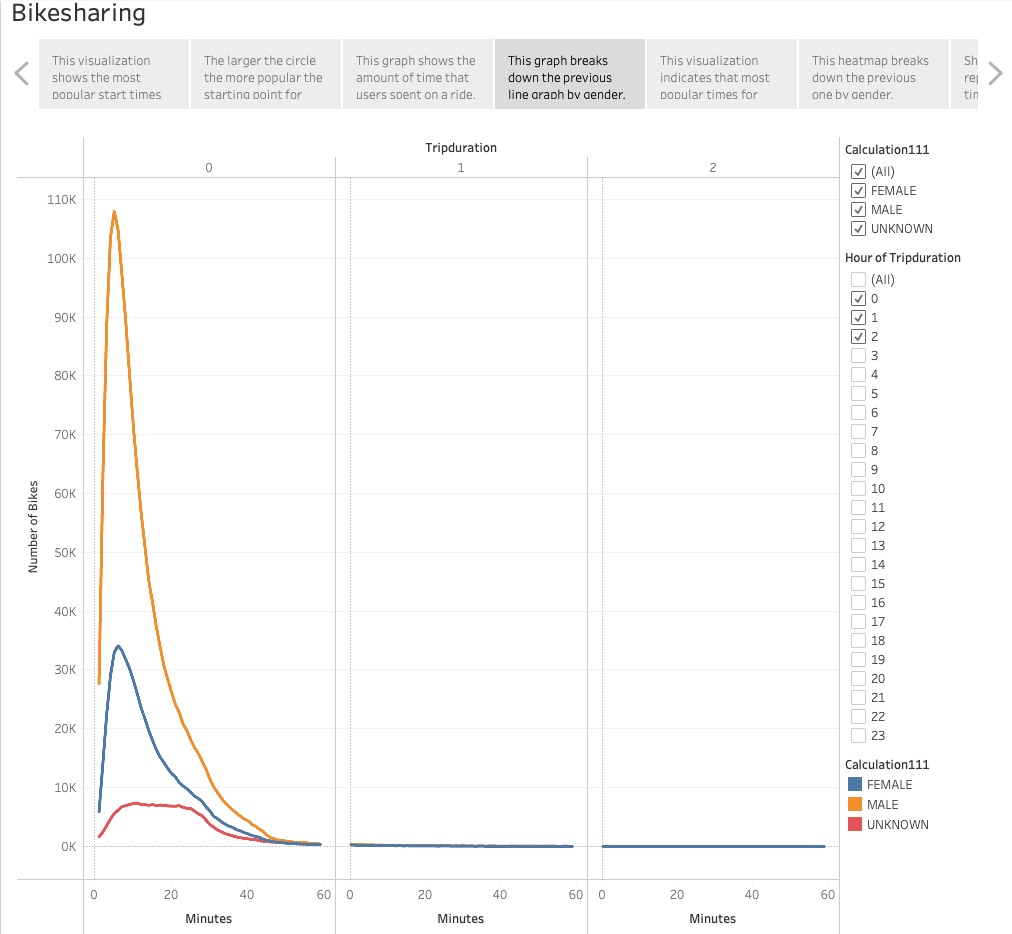 Bikesharing
This visualization
shows the most
popular start times
The larger the circle
the more popular the
starting point for
This graph shows the
amount of time that
users spent on a ride.
This graph breaks
down the previous
line graph by gender.
This visualization
indicates that most
popular times for
This heatmap breaks
down the previous
one by gender.
Sh
rep
tim
Tripduration
0
1
2
110K
100K
90K
80K
70K
60K
50K
40K
30K
20K
10K
0K
Number of Bikes
0
20
40
60
0
20
40
60
0
20
40
60
Minutes
Minutes
Minutes
Calculation111
(All)
FEMALE
MALE
UNKNOWN
Hour of Tripduration
(All)
0
1
2
3
4
5
6
7
8
9
10
11
12
13
14
15
16
17
18
19
20
21
22
23
Calculation111
FEMALE
MALE
UNKNOWN